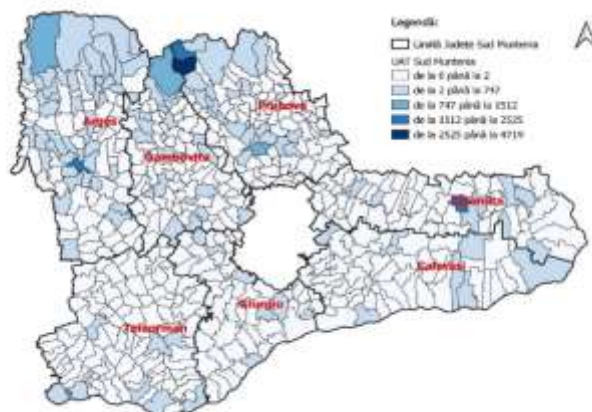 Legendă:
Limită Județe Sud Muntenia
UAT Sud Muntenia
de la 0 până la 2
de la 2 până la 747
de la 747 până la 1512
de la 1512 până la 2525
de la 2525 până la 4719
Prahova
Argeș
Dâmbovița
Ialomița
Călărași
Giurgiu
Teleorman